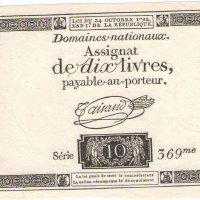 LOI DU 24 OCTOBRE 1792,
L'AN 1er. DE LA RÉPUBLIQUE.
Domaines nationaux.
Assignat
de dix livres,
payable au porteur.
Taisaud
Série 10 369me
La loi punit de mort le contrefacteur
La nation récompense le dénonciateur